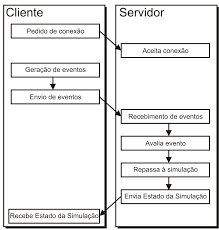 Cliente
Servidor
Pedido de conexão
Aceita conexão
Geração de eventos
Envio de eventos
Recebimento de eventos
Avalia evento
Repassa à simulação
Envia Estado da Simulação
Recebe Estado da Simulação